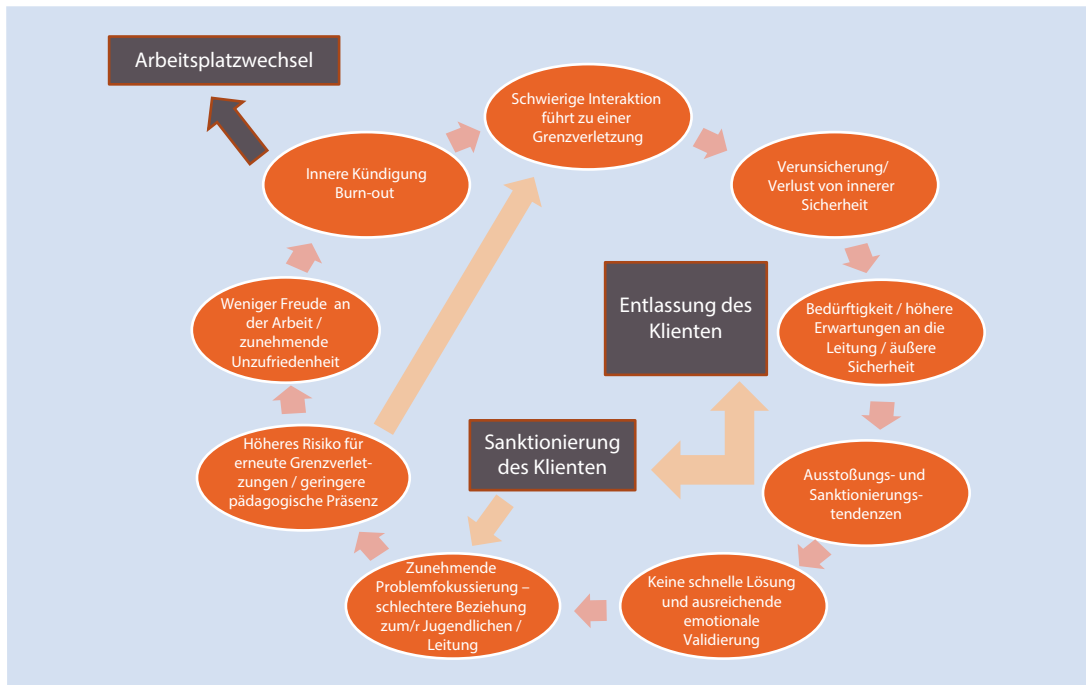 Arbeitsplatzwechsel
Schwierige Interaktion
führt zu einer
Grenzverletzung
Verunsicherung/
Verlust von innerer
Sicherheit
Bedürftigkeit / höhere
Erwartungen an die
Leitung / äußere
Sicherheit
Ausstoßungs- und
Sanktionierungs-
tendenzen
Keine schnelle Lösung
und ausreichende
emotionale
Validierung
Zunehmende
Problemfokussierung –
schlechtere Beziehung
zum/r Jugendlichen /
Leitung
Höheres Risiko für
erneute Grenzverlet-
zungen / geringere
pädagogische Präsenz
Weniger Freude an
der Arbeit /
zunehmende
Unzufriedenheit
Innere Kündigung
Burn-out
Entlassung des
Klienten
Sanktionierung
des Klienten